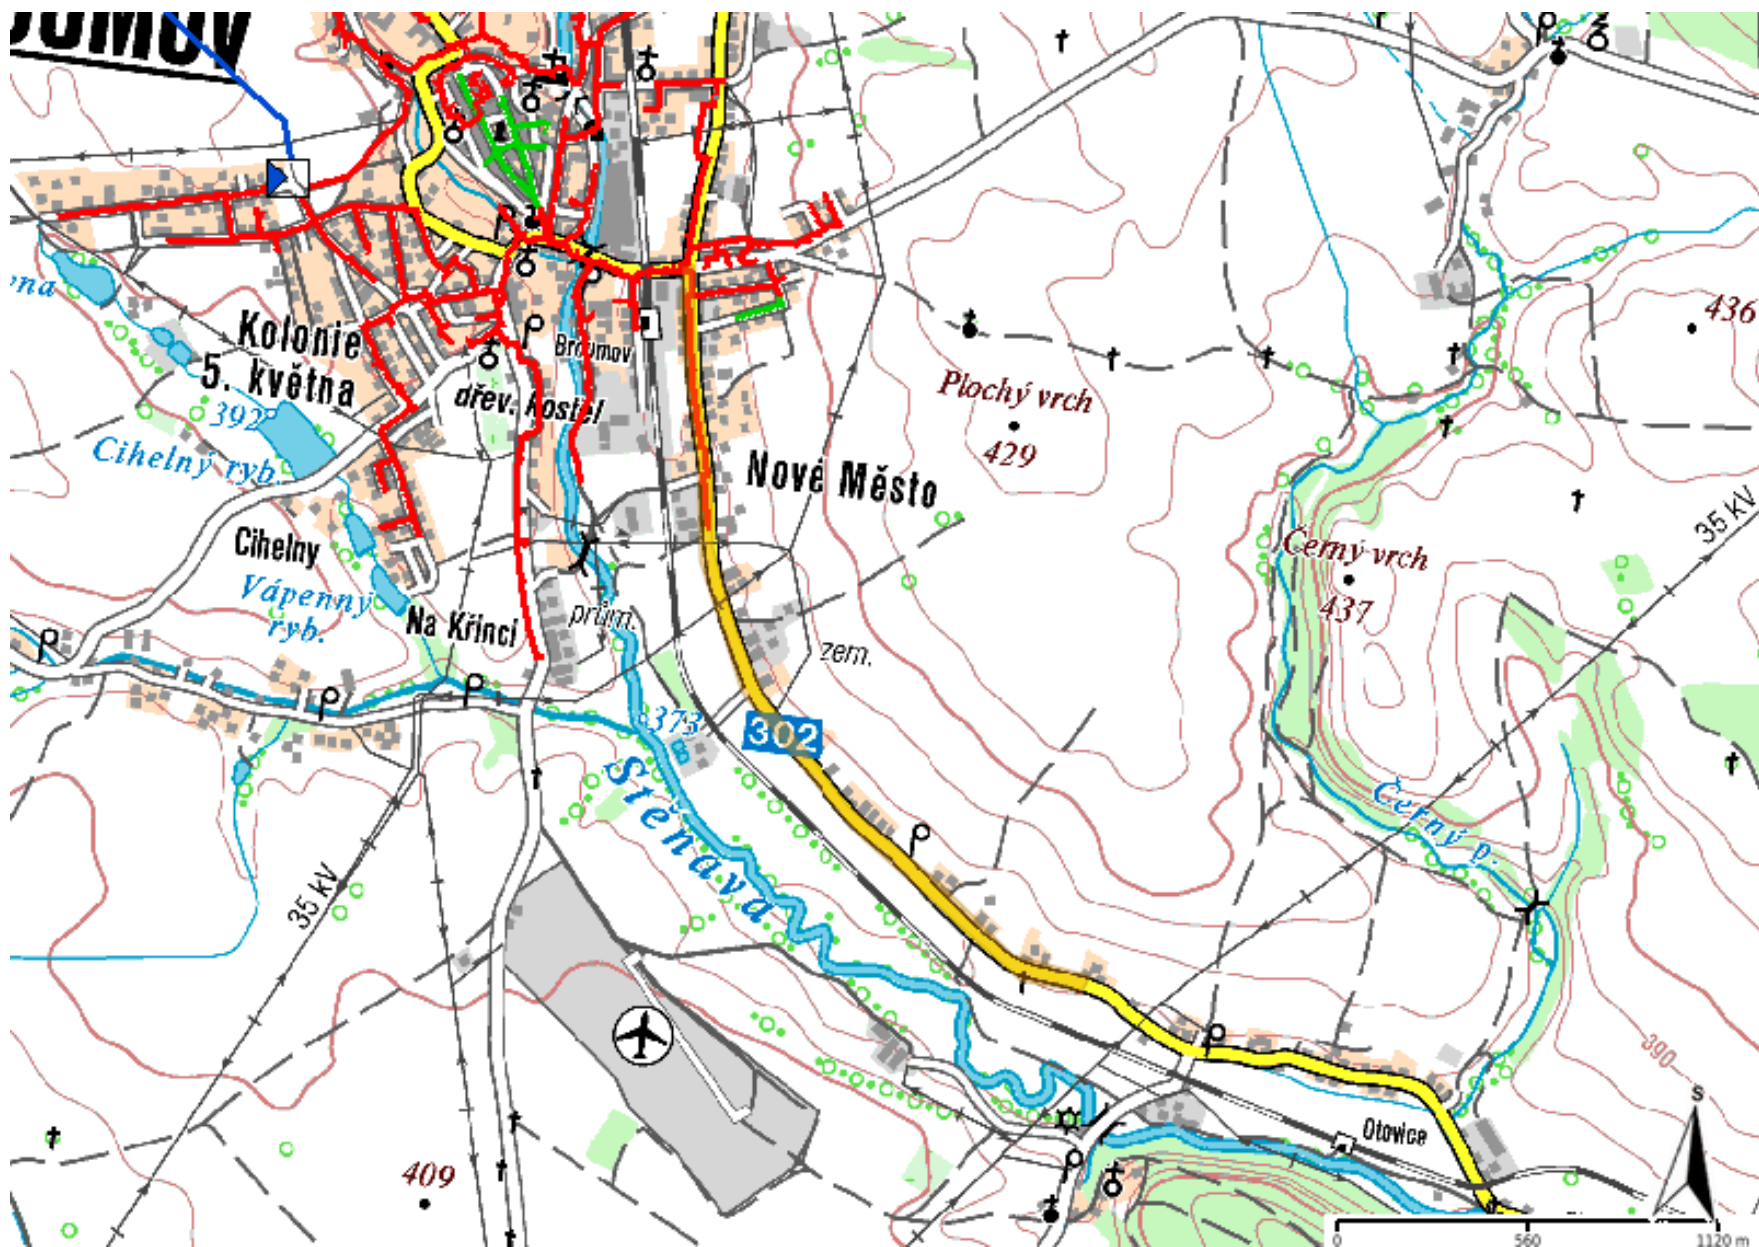 436
Kolonie
5. května
Broumov
Plochý vrch
392
dřev. kostel
429
Cihelný ryb.
Nové Město
35 kV
Cihelny
Černý vrch
Vápenný
ryb.
437
Na Křinci
prům.
zem.
373
302
Stěnava
Černý p.
35 kV
390
S
Otovice
409
0 560 1120 m